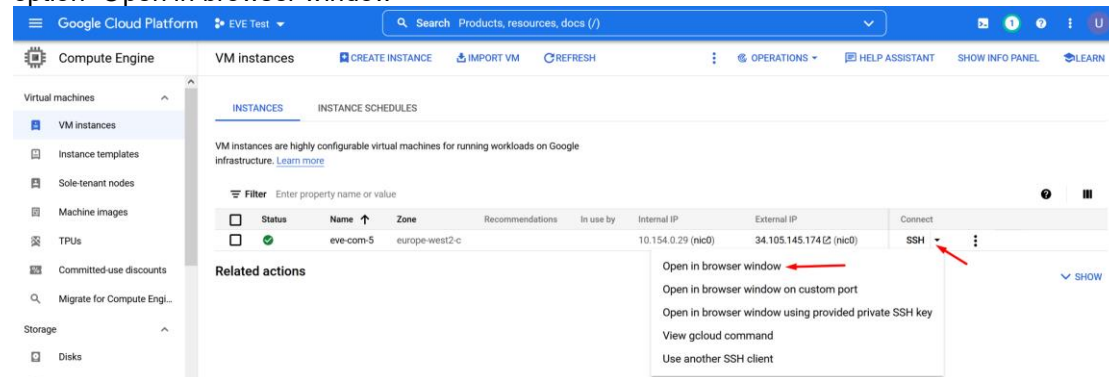 option "Open in browser window"
Google Cloud Platform EVE Test Search Products, resources, docs (/) 1 ? U
Compute Engine VM instances CREATE INSTANCE IMPORT VM REFRESH OPERATIONS HELP ASSISTANT SHOW INFO PANEL LEARN
Virtual machines
INSTANCES INSTANCE SCHEDULES
VM instances
VM instances are highly configurable virtual machines for running workloads on Google
Instance templates
infrastructure. Learn more
Sole-tenant nodes
Filter Enter property name or value
Machine images
Status Name Zone Recommendations In use by Internal IP External IP Connect
TPUs
eve-com-5 europe-west2-c 10.154.0.29 (nic0) 34.105.145.174 (nic0) SSH
Committed-use discounts
Related actions
Open in browser window
SHOW
Migrate for Compute Engi...
Open in browser window on custom port
Open in browser window using provided private SSH key
Storage
View gcloud command
Disks
Use another SSH client